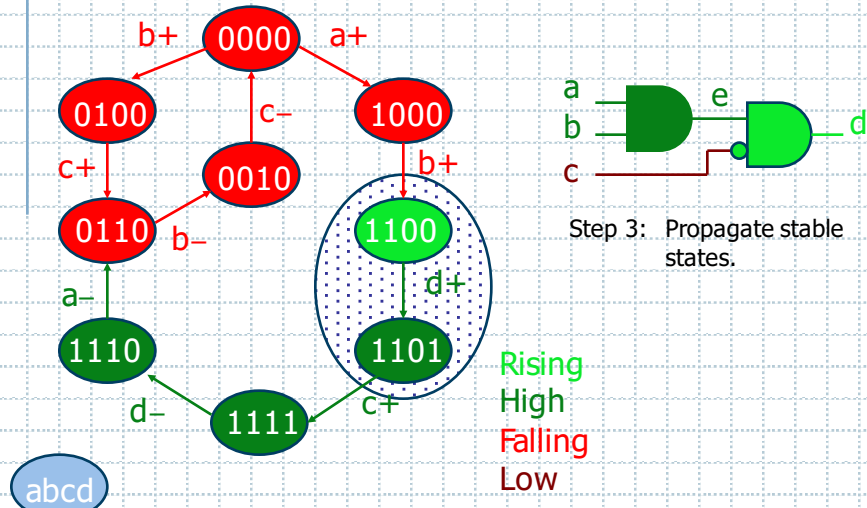 b+ 0000 a+
0100 c− 1000
c+ 0010 b+
0110 b− 1100
a− d+
1110 1101
d− 1111 c+
abcd
a e
b d
c
Step 3: Propagate stable
states.
Rising
High
Falling
Low